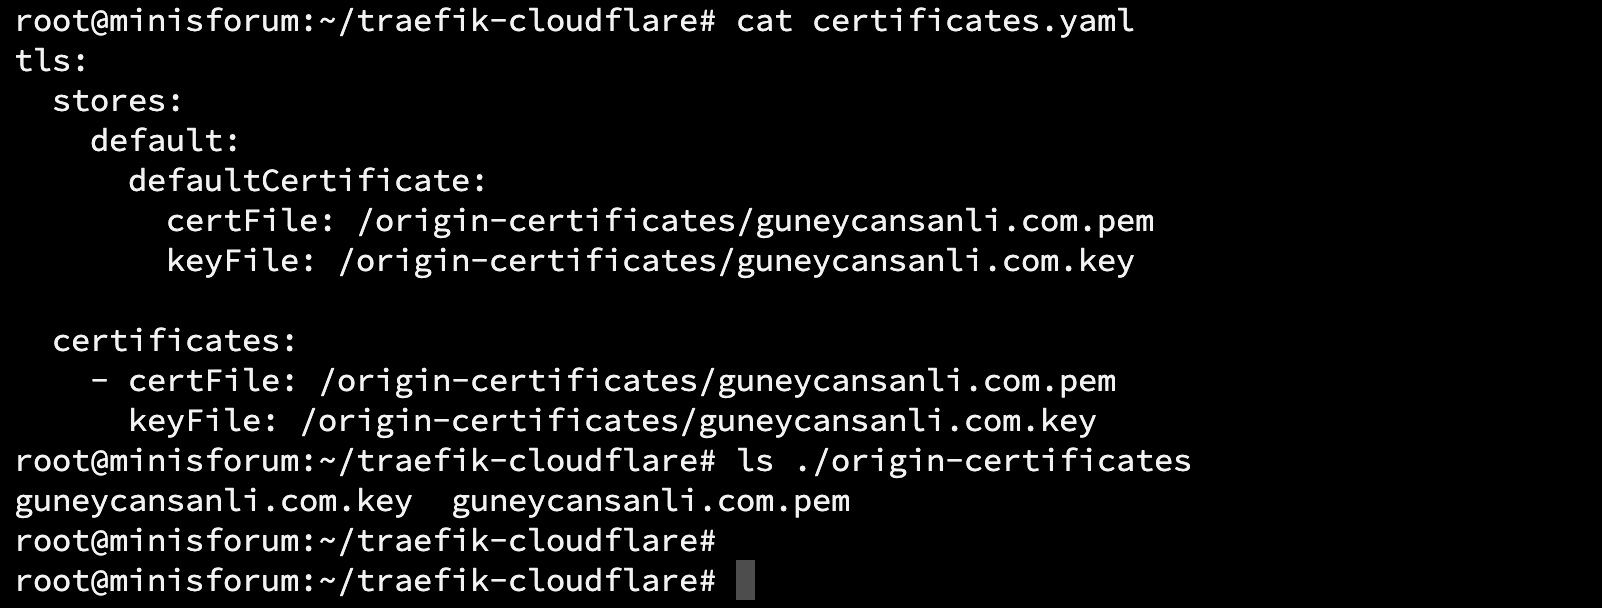 root@minisforum:~/traefik-cloudflare# cat certificates.yaml
tls:
  stores:
    default:
      defaultCertificate:
        certFile: /origin-certificates/guneycansanli.com.pem
        keyFile: /origin-certificates/guneycansanli.com.key

  certificates:
    - certFile: /origin-certificates/guneycansanli.com.pem
      keyFile: /origin-certificates/guneycansanli.com.key
root@minisforum:~/traefik-cloudflare# ls ./origin-certificates
guneycansanli.com.key  guneycansanli.com.pem
root@minisforum:~/traefik-cloudflare#
root@minisforum:~/traefik-cloudflare#